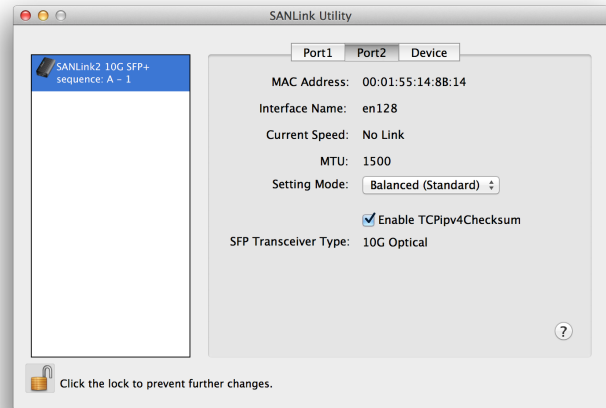 SANLink Utility
Port1 Port2 Device
SANLink2 10G SFP+
sequence: A - 1
MAC Address: 00:01:55:14:8B:14
Interface Name: en128
Current Speed: No Link
MTU: 1500
Setting Mode: Balanced (Standard)
Enable TCPipv4Checksum
SFP Transceiver Type: 10G Optical
?
Click the lock to prevent further changes.